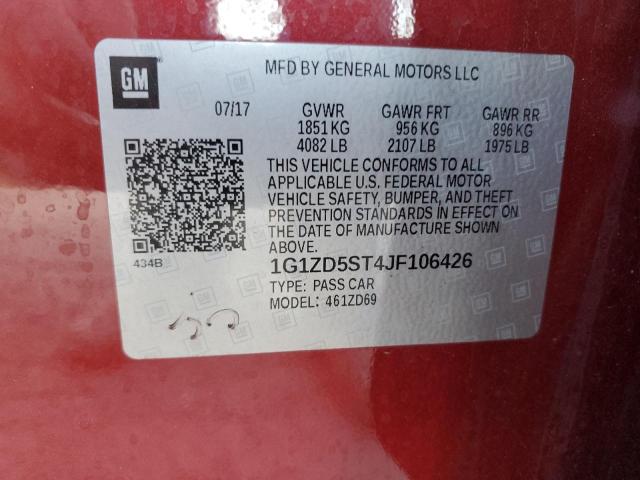 GM
MFD BY GENERAL MOTORS LLC
07/17 GVWR GAWR FRT GAWR RR
1851 KG 956 KG 896 KG
4082 LB 2107 LB 1975 LB
THIS VEHICLE CONFORMS TO ALL
APPLICABLE U.S. FEDERAL MOTOR
VEHICLE SAFETY, BUMPER, AND THEFT
PREVENTION STANDARDS IN EFFECT ON
THE DATE OF MANUFACTURE SHOWN
ABOVE.
434B
1G1ZD5ST4JF106426
TYPE: PASS CAR
MODEL: 461ZD69